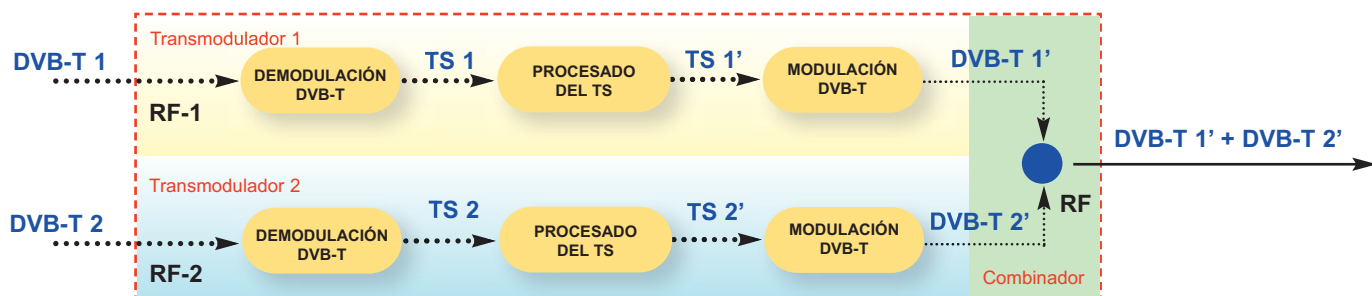 Transmodulador 1
DVB-T 1
RF-1
DEMODULACIÓN
DVB-T
TS 1
PROCESADO
DEL TS
TS 1’
MODULACIÓN
DVB-T
DVB-T 1’
DVB-T 1’ + DVB-T 2’
RF
Transmodulador 2
DVB-T 2
RF-2
DEMODULACIÓN
DVB-T
TS 2
PROCESADO
DEL TS
TS 2’
MODULACIÓN
DVB-T
DVB-T 2’
Combinador